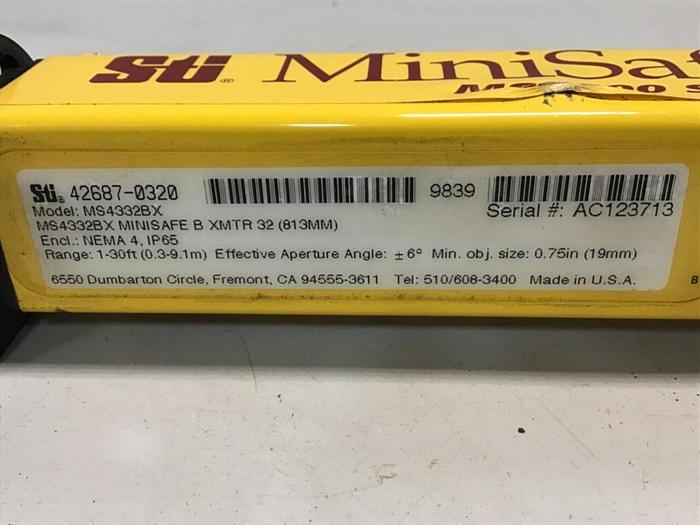 Sti® MiniSaf
Sti® 42687-0320 9839
Serial #: AC123713
Model: MS4332BX
MS4332BX MINISAFE B XMTR 32 (813MM)
Encl.: NEMA 4, IP65
Range: 1-30ft (0.3-9.1m) Effective Aperture Angle: ± 6° Min. obj. size: 0.75in (19mm)
6550 Dumbarton Circle, Fremont, CA 94555-3611 Tel: 510/608-3400 Made in U.S.A.
B